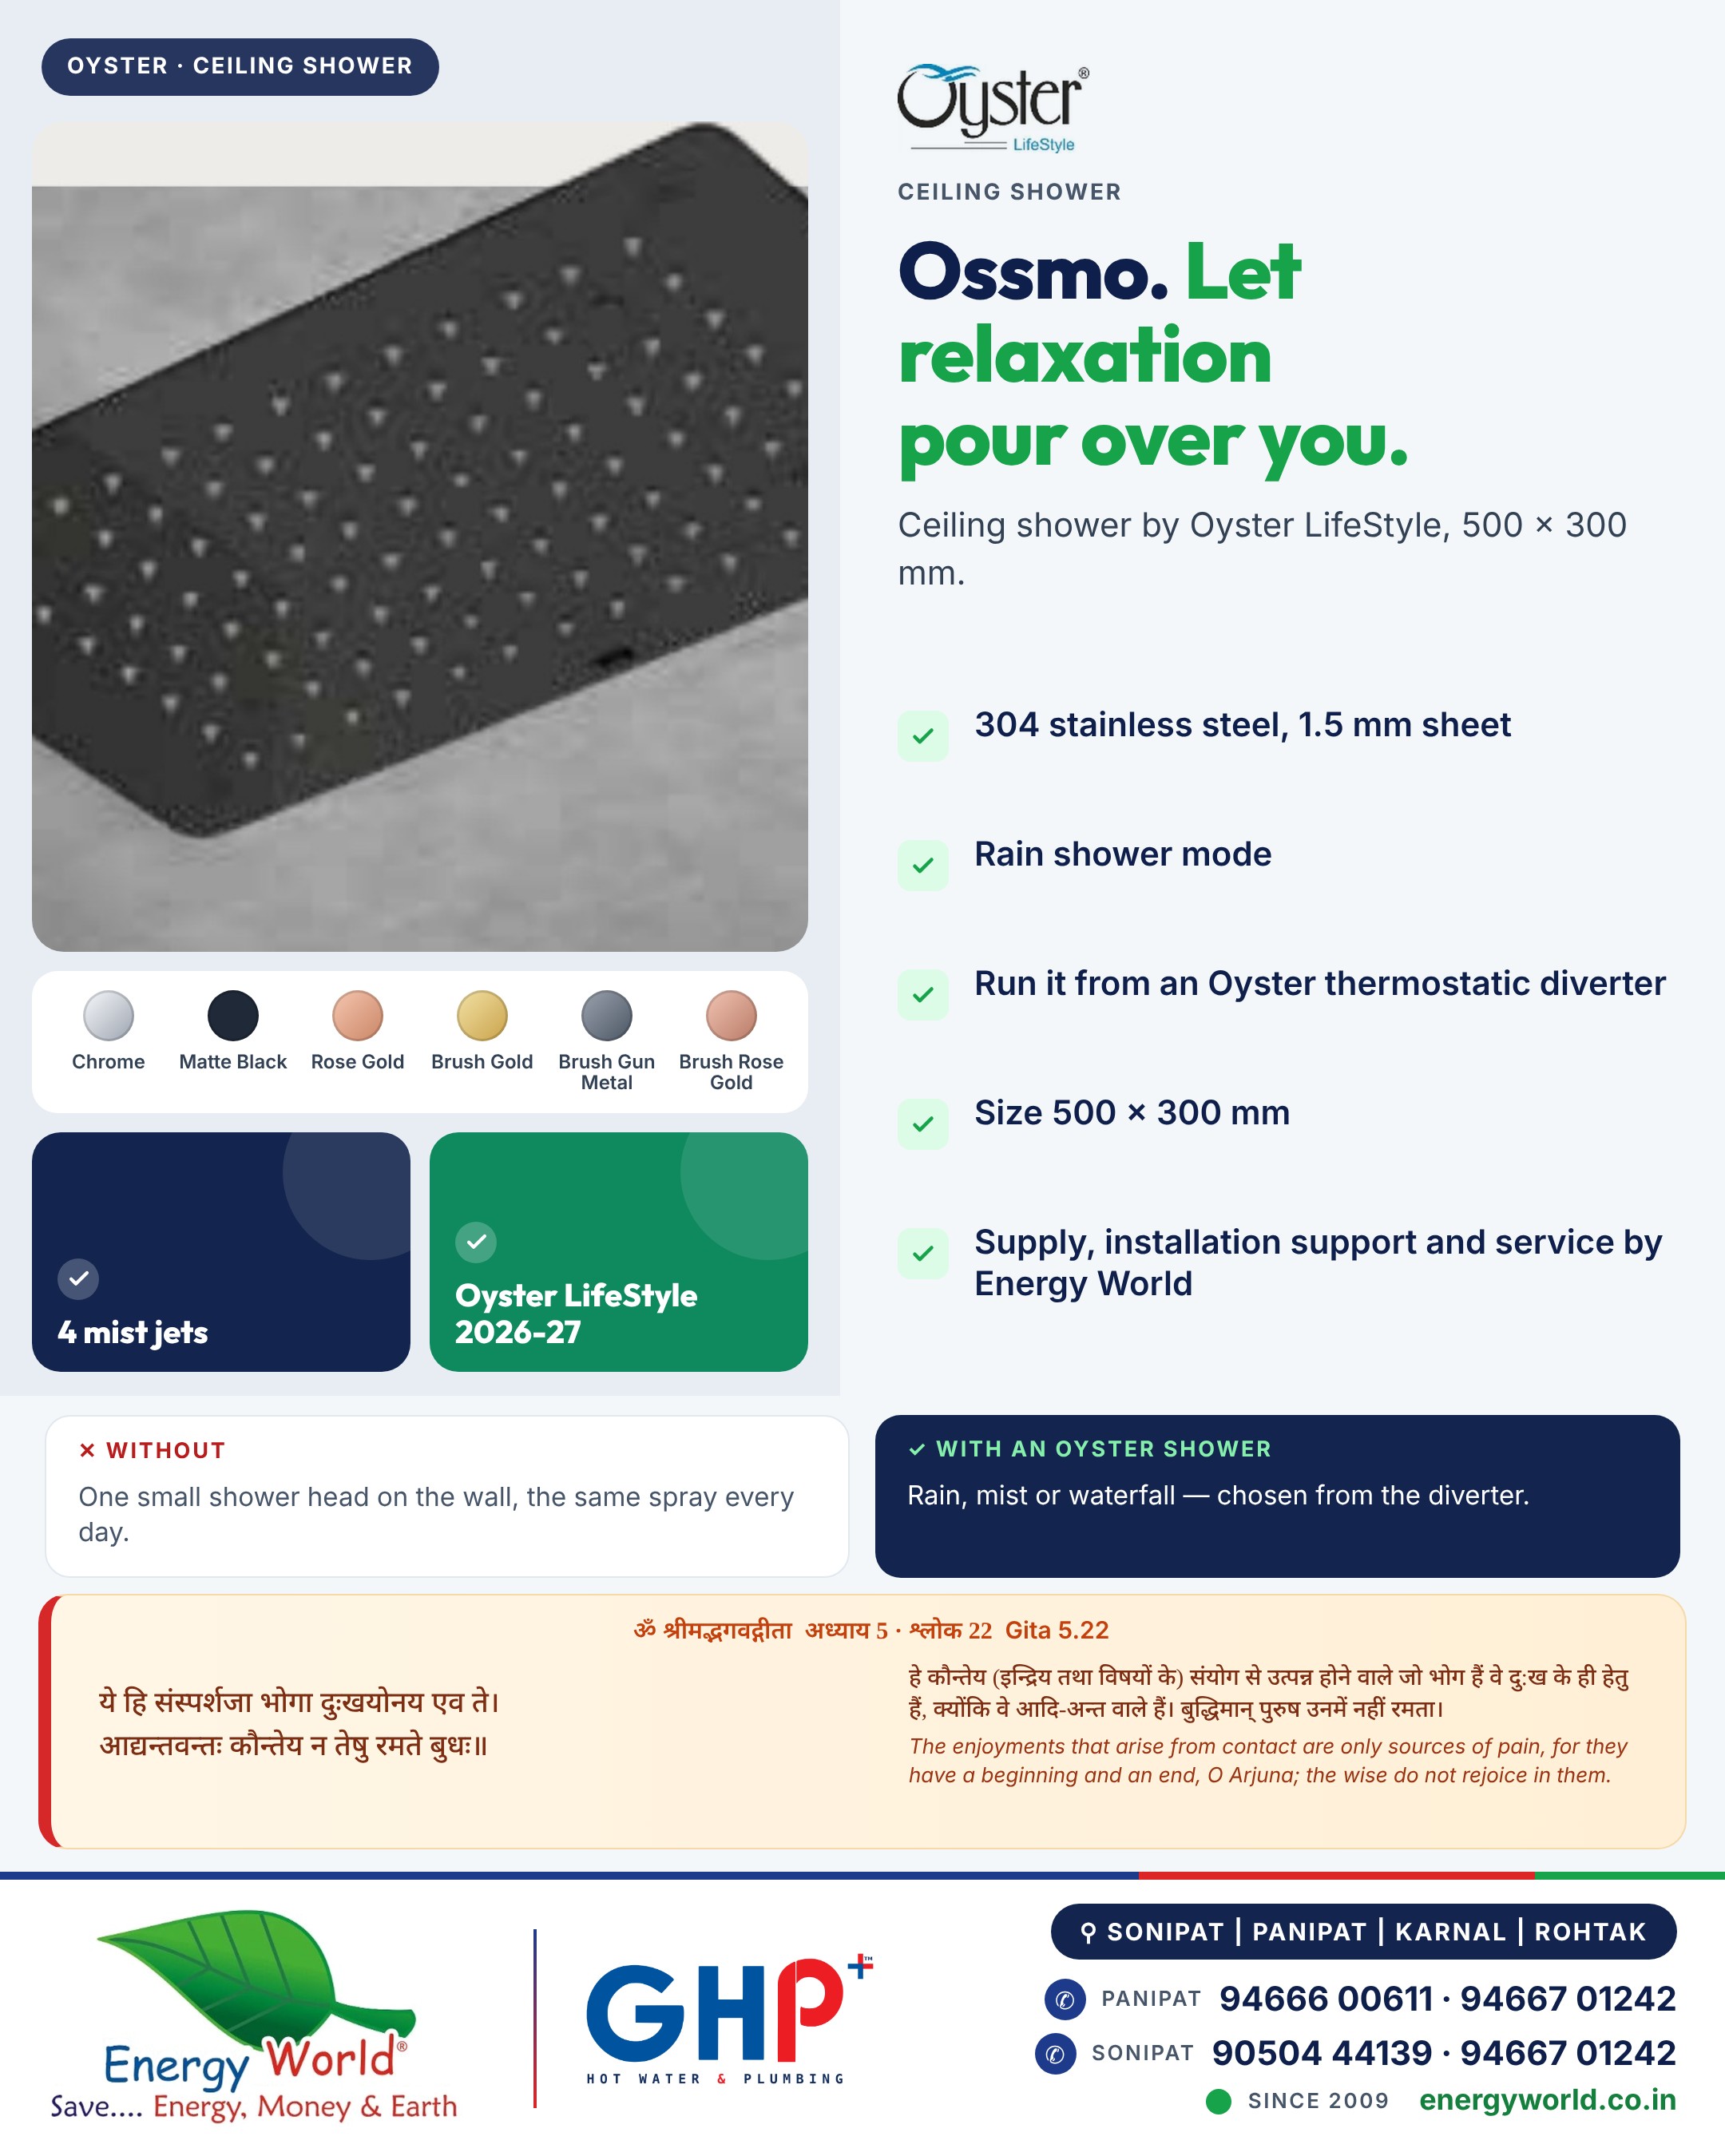 OYSTER · CEILING SHOWER
Oyster®
LifeStyle
CEILING SHOWER
Ossmo. Let
relaxation
pour over you.
Ceiling shower by Oyster LifeStyle, 500 × 300
mm.
304 stainless steel, 1.5 mm sheet
Rain shower mode
Run it from an Oyster thermostatic diverter
Size 500 × 300 mm
Supply, installation support and service by
Energy World
Chrome
Matte Black
Rose Gold
Brush Gold
Brush Gun
Metal
Brush Rose
Gold
4 mist jets
Oyster LifeStyle
2026-27
× WITHOUT
One small shower head on the wall, the same spray every
day.
✓ WITH AN OYSTER SHOWER
Rain, mist or waterfall — chosen from the diverter.
ॐ श्रीमद्भगवद्गीता अध्याय 5 · श्लोक 22 Gita 5.22
ये हि संस्पर्शजा भोगा दुःखयोनय एव ते।
आद्यन्तवन्तः कौन्तेय न तेषु रमते बुधः॥
हे कौन्तेय (इन्द्रिय तथा विषयों के) संयोग से उत्पन्न होने वाले जो भोग हैं वे दु:ख के ही हेतु
हैं, क्योंकि वे आदि-अन्त वाले हैं। बुद्धिमान् पुरुष उनमें नहीं रमता।
The enjoyments that arise from contact are only sources of pain, for they
have a beginning and an end, O Arjuna; the wise do not rejoice in them.
Energy World®
Save.... Energy, Money & Earth
GHP+™
HOT WATER & PLUMBING
SONIPAT | PANIPAT | KARNAL | ROHTAK
PANIPAT 94666 00611 · 94667 01242
SONIPAT 90504 44139 · 94667 01242
SINCE 2009 energyworld.co.in